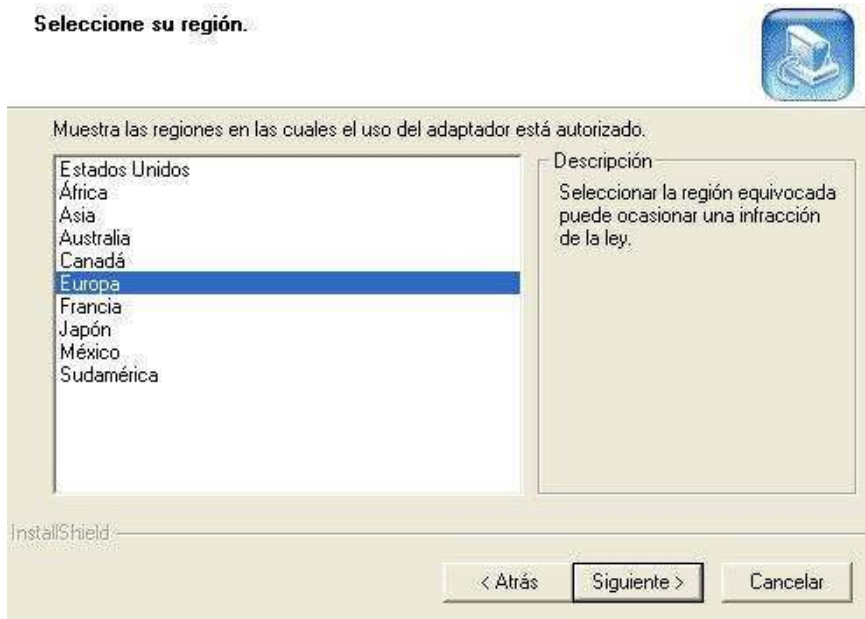 Seleccione su región.
Muestra las regiones en las cuales el uso del adaptador está autorizado.
Estados Unidos
África
Asia
Australia
Canadá
Europa
Francia
Japón
México
Sudamérica
Descripción
Seleccionar la región equivocada
puede ocasionar una infracción
de la ley.
InstallShield
< Atrás
Siguiente >
Cancelar